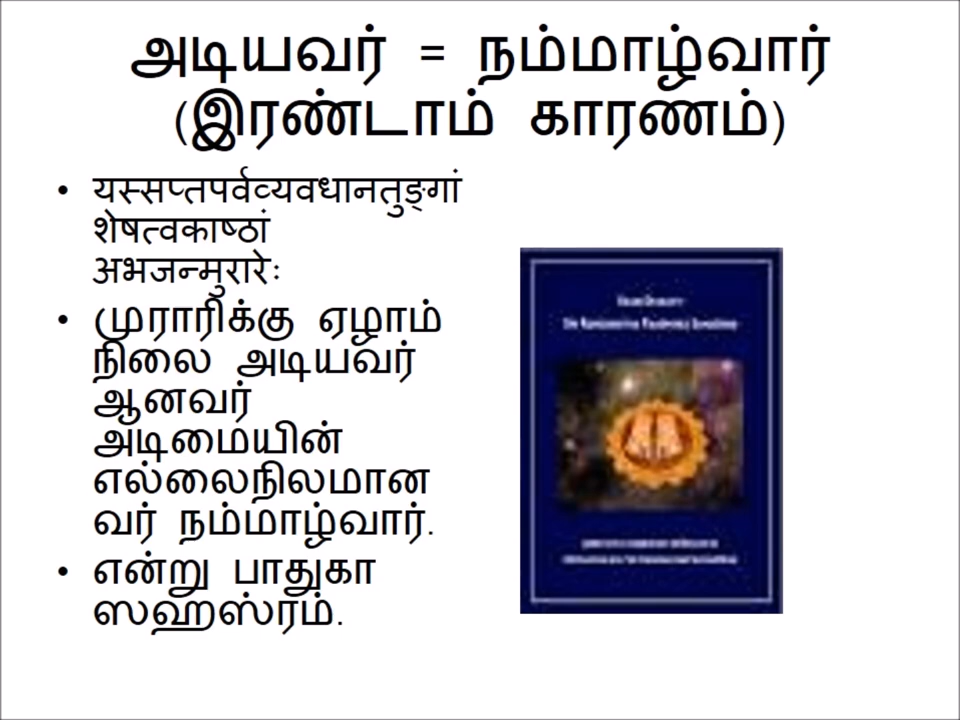 அடியவர் = நம்மாழ்வார்
(இரண்டாம் காரணம்)
• यस्सप्तपर्वव्यवधानतुङ्गां
शेषत्वकाष्ठां
अभजन्मुरारेः
• முராரிக்கு ஏழாம்
நிலை அடியவர்
ஆனவர்
அடிமையின்
எல்லைநிலமான
வர் நம்மாழ்வார்.
• என்று பாதுகா
ஸஹஸ்ரம்.